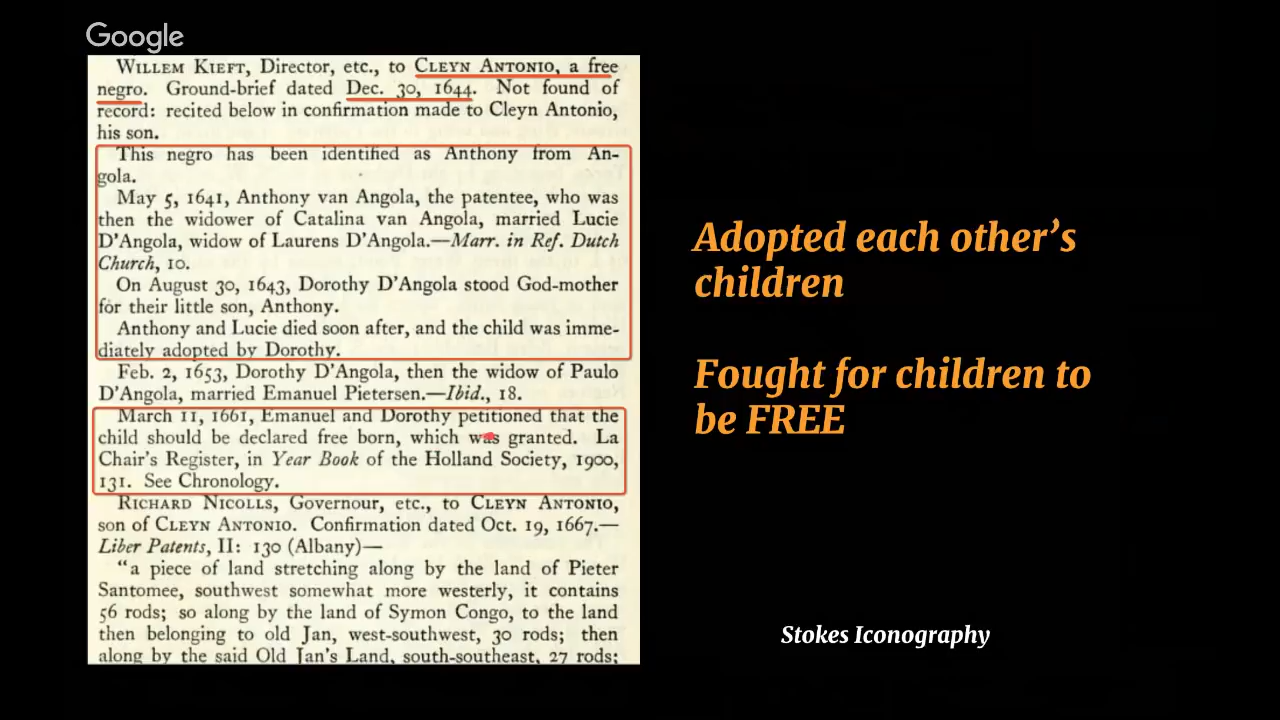 Google
WILLEM KIEFT, Director, etc., to CLEYN ANTONIO, a free
negro. Ground-brief dated Dec. 30, 1644. Not found of
record: recited below in confirmation made to Cleyn Antonio,
his son.
This negro has been identified as Anthony from An-
gola.
May 5, 1641, Anthony van Angola, the patentee, who was
then the widower of Catalina van Angola, married Lucie
D'Angola, widow of Laurens D'Angola.—Marr. in Ref. Dutch
Church, 10.
On August 30, 1643, Dorothy D'Angola stood God-mother
for their little son, Anthony.
Anthony and Lucie died soon after, and the child was imme-
diately adopted by Dorothy.
Feb. 2, 1653, Dorothy D'Angola, then the widow of Paulo
D'Angola, married Emanuel Pietersen.—Ibid., 18.
March 11, 1661, Emanuel and Dorothy petitioned that the
child should be declared free born, which was granted. La
Chair's Register, in Year Book of the Holland Society, 1900,
131. See Chronology.
RICHARD NICOLLS, Governour, etc., to CLEYN ANTONIO,
son of CLEYN ANTONIO. Confirmation dated Oct. 19, 1667.—
Liber Patents, II: 130 (Albany)—
"a piece of land stretching along by the land of Pieter
Santomee, southwest somewhat more westerly, it contains
56 rods; so along by the land of Symon Congo, to the land
then belonging to old Jan, west-southwest, 30 rods; then
along by the said Old Jan's Land, south-southeast, 27 rods;
Adopted each other's
children
Fought for children to
be FREE
Stokes Iconography